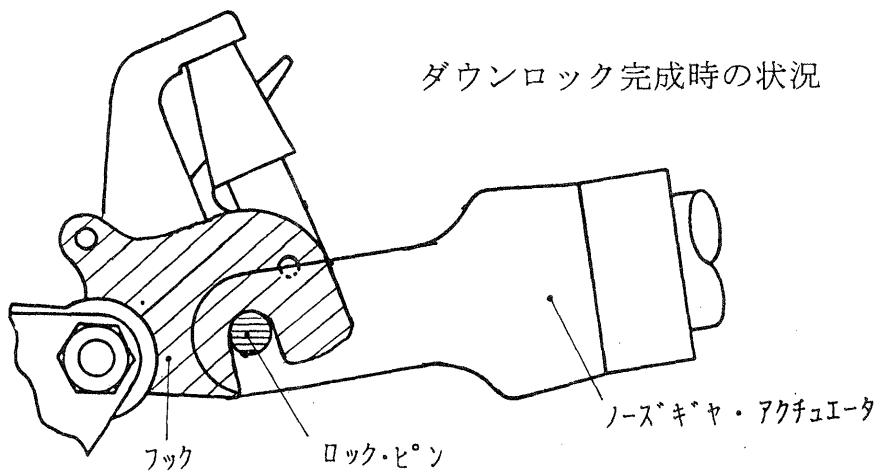 ダウンロック完成時の状況
ノーズギヤ・アクチュエータ
フック
ロック・ピン